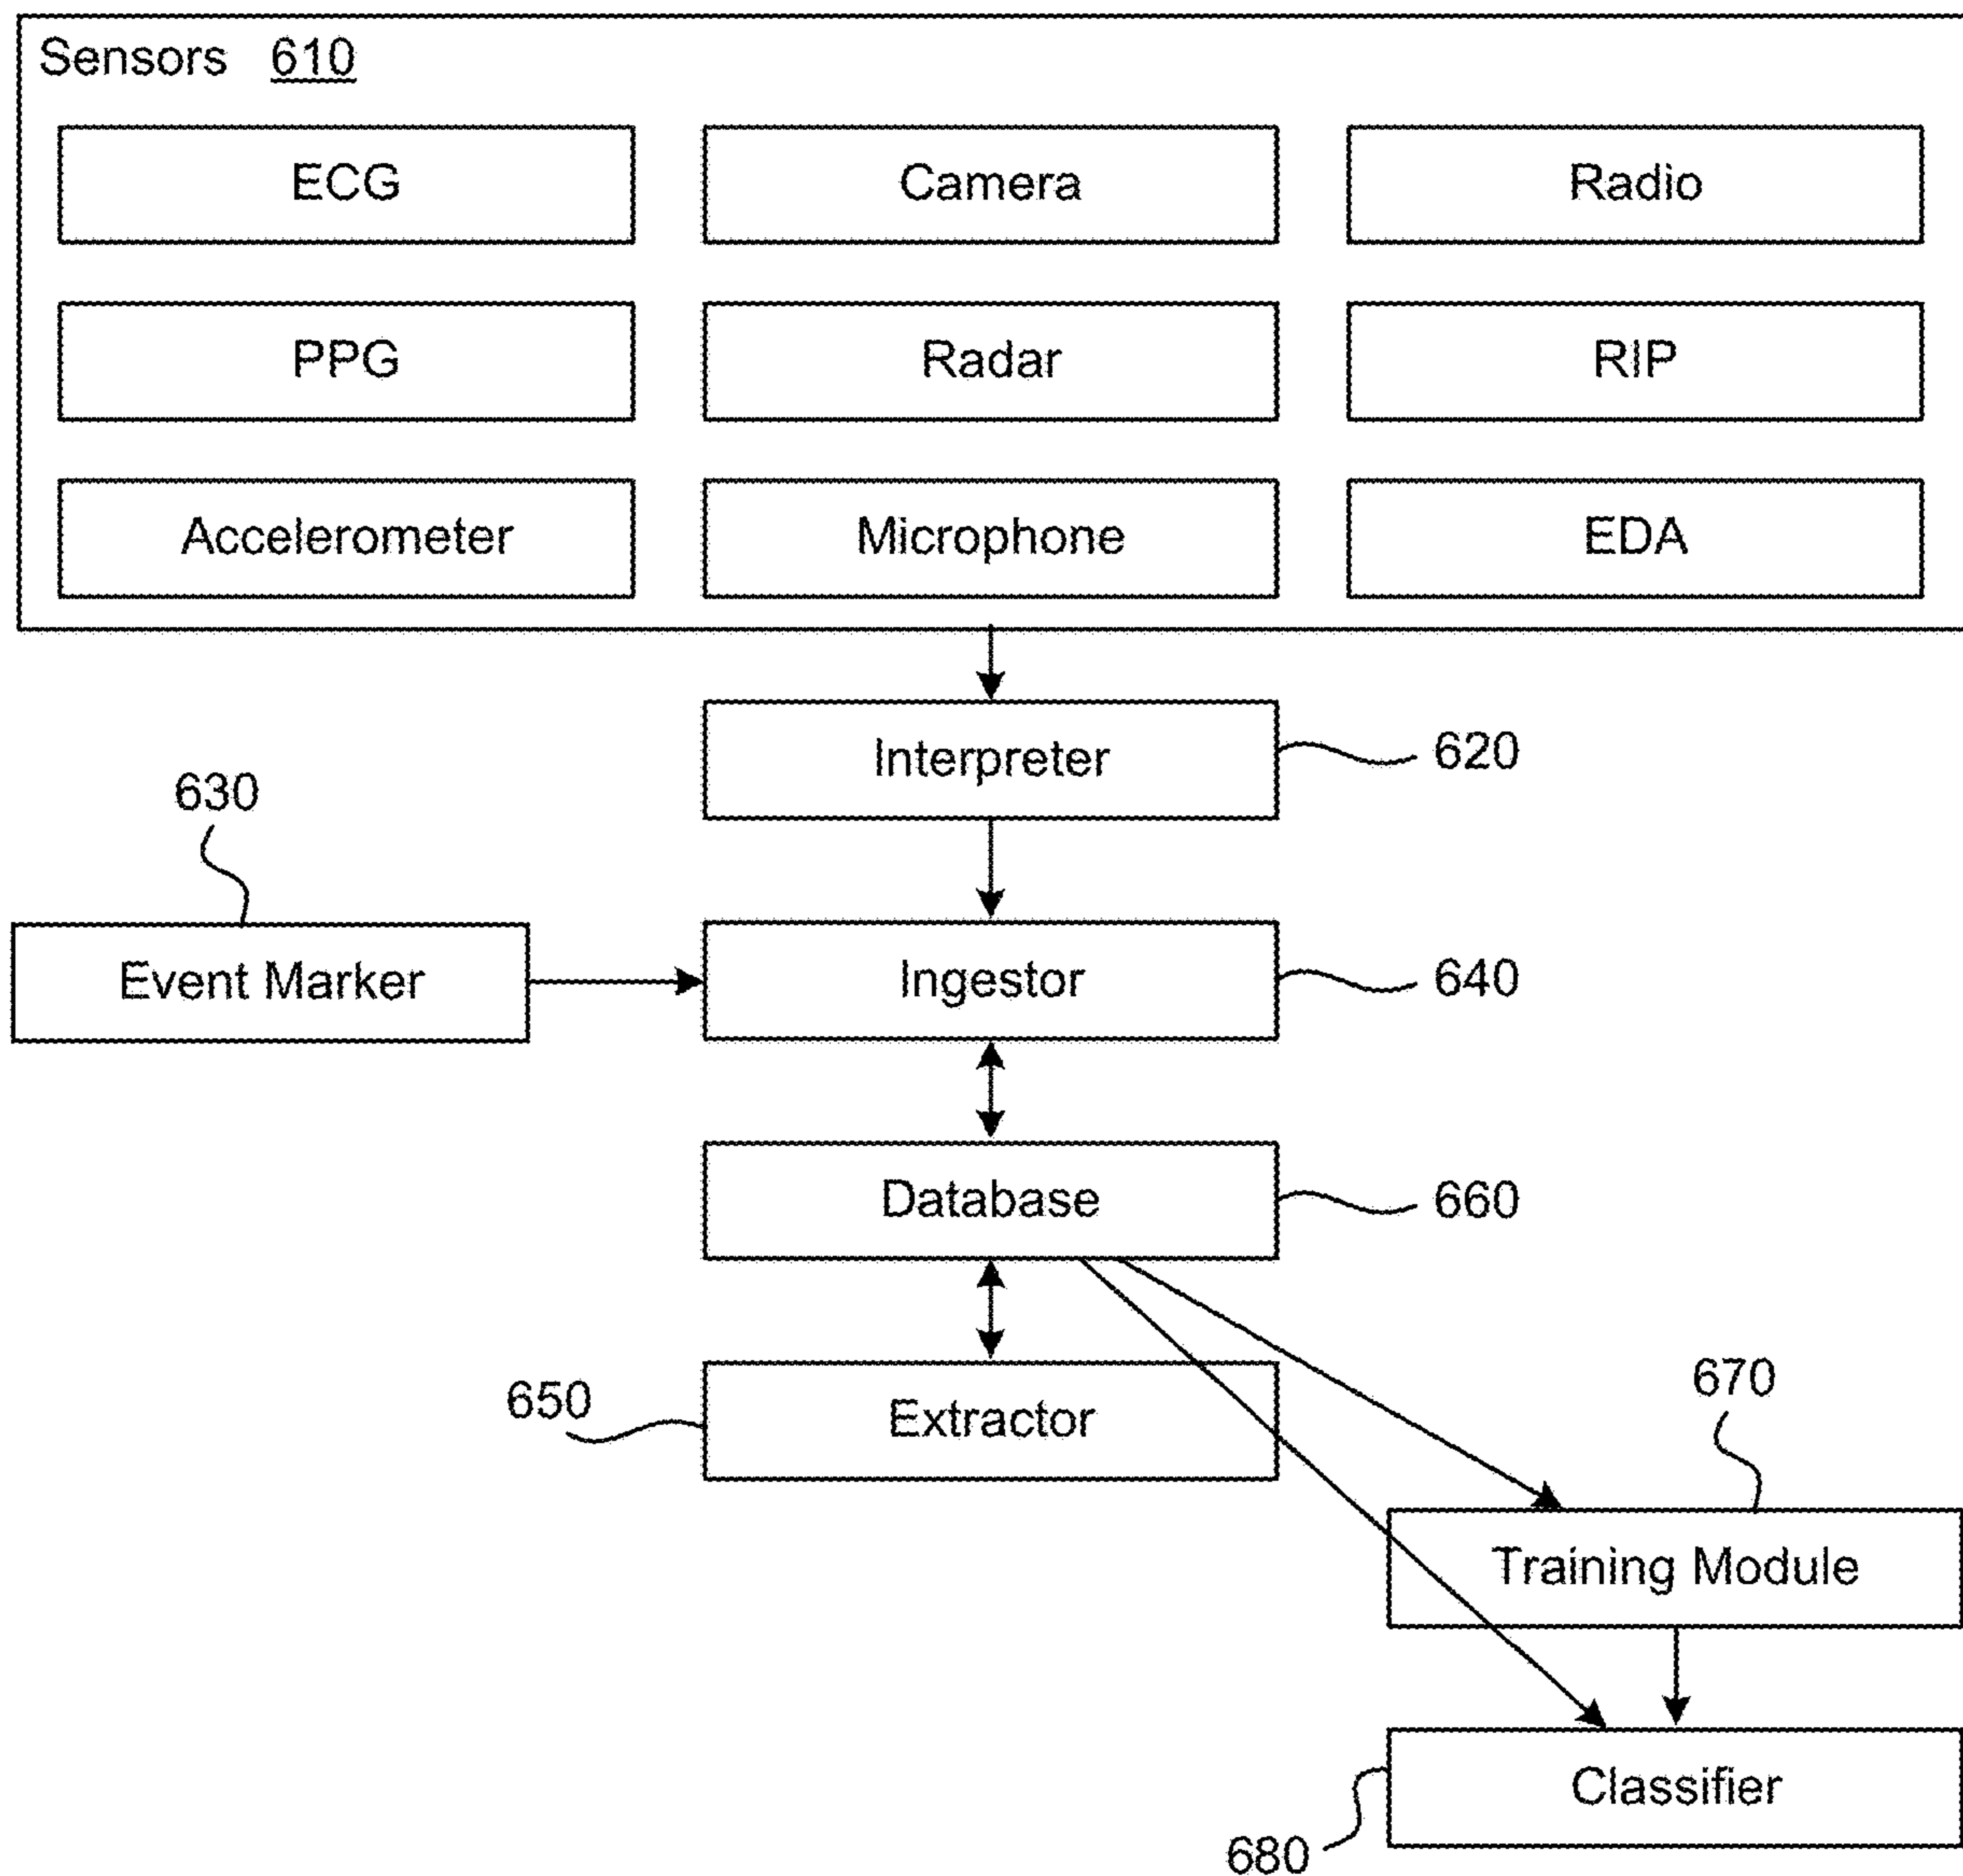 Sensors 610
ECG Camera Radio
PPG Radar RIP
Accelerometer Microphone EDA
Interpreter 620
630
Event Marker Ingestor 640
Database 660
650 Extractor 670
Training Module
Classifier
680